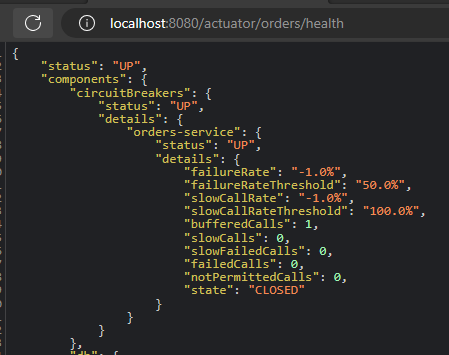 localhost:8080/actuator/orders/health
{
"status": "UP",
"components": {
"circuitBreakers": {
"status": "UP",
"details": {
"orders-service": {
"status": "UP",
"details": {
"failureRate": "-1.0%",
"failureRateThreshold": "50.0%",
"slowCallRate": "-1.0%",
"slowCallRateThreshold": "100.0%",
"bufferedCalls": 1,
"slowCalls": 0,
"slowFailedCalls": 0,
"failedCalls": 0,
"notPermittedCalls": 0,
"state": "CLOSED"
}
}
}
},